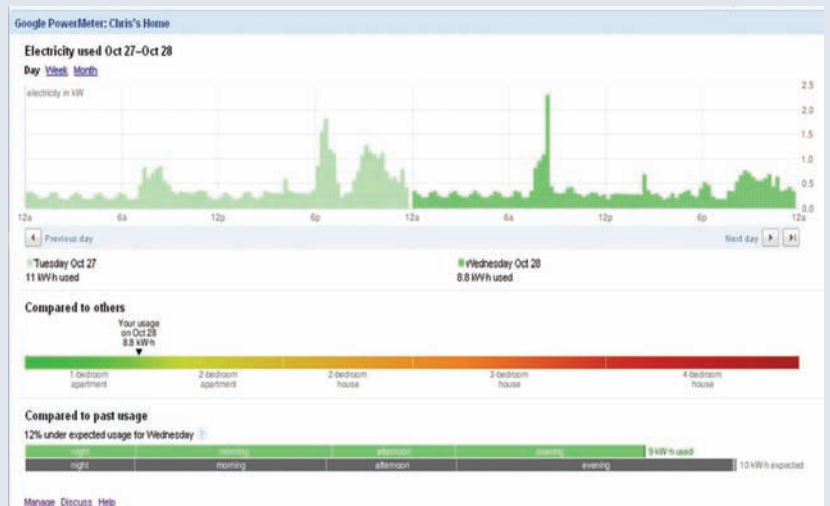 Google PowerMeter: Chris's Home
Electricity used Oct 27–Oct 28
Day Week Month
electricity in kW
2.5
2.0
1.5
1.0
0.5
0.0
12a 6a 12p 6p 12a 6a 12p 6p 12a
Previous day Next day
Tuesday Oct 27 Wednesday Oct 28
11 kW·h used 8.8 kW·h used
Compared to others
Your usage
on Oct 28
8.8 kW·h
1-bedroom 2-bedroom 2-bedroom 3-bedroom 4-bedroom
apartment apartment house house house
Compared to past usage
12% under expected usage for Wednesday ?
night morning afternoon evening 9 kW·h used
night morning afternoon evening 10 kW·h expected
Manage Discuss Help